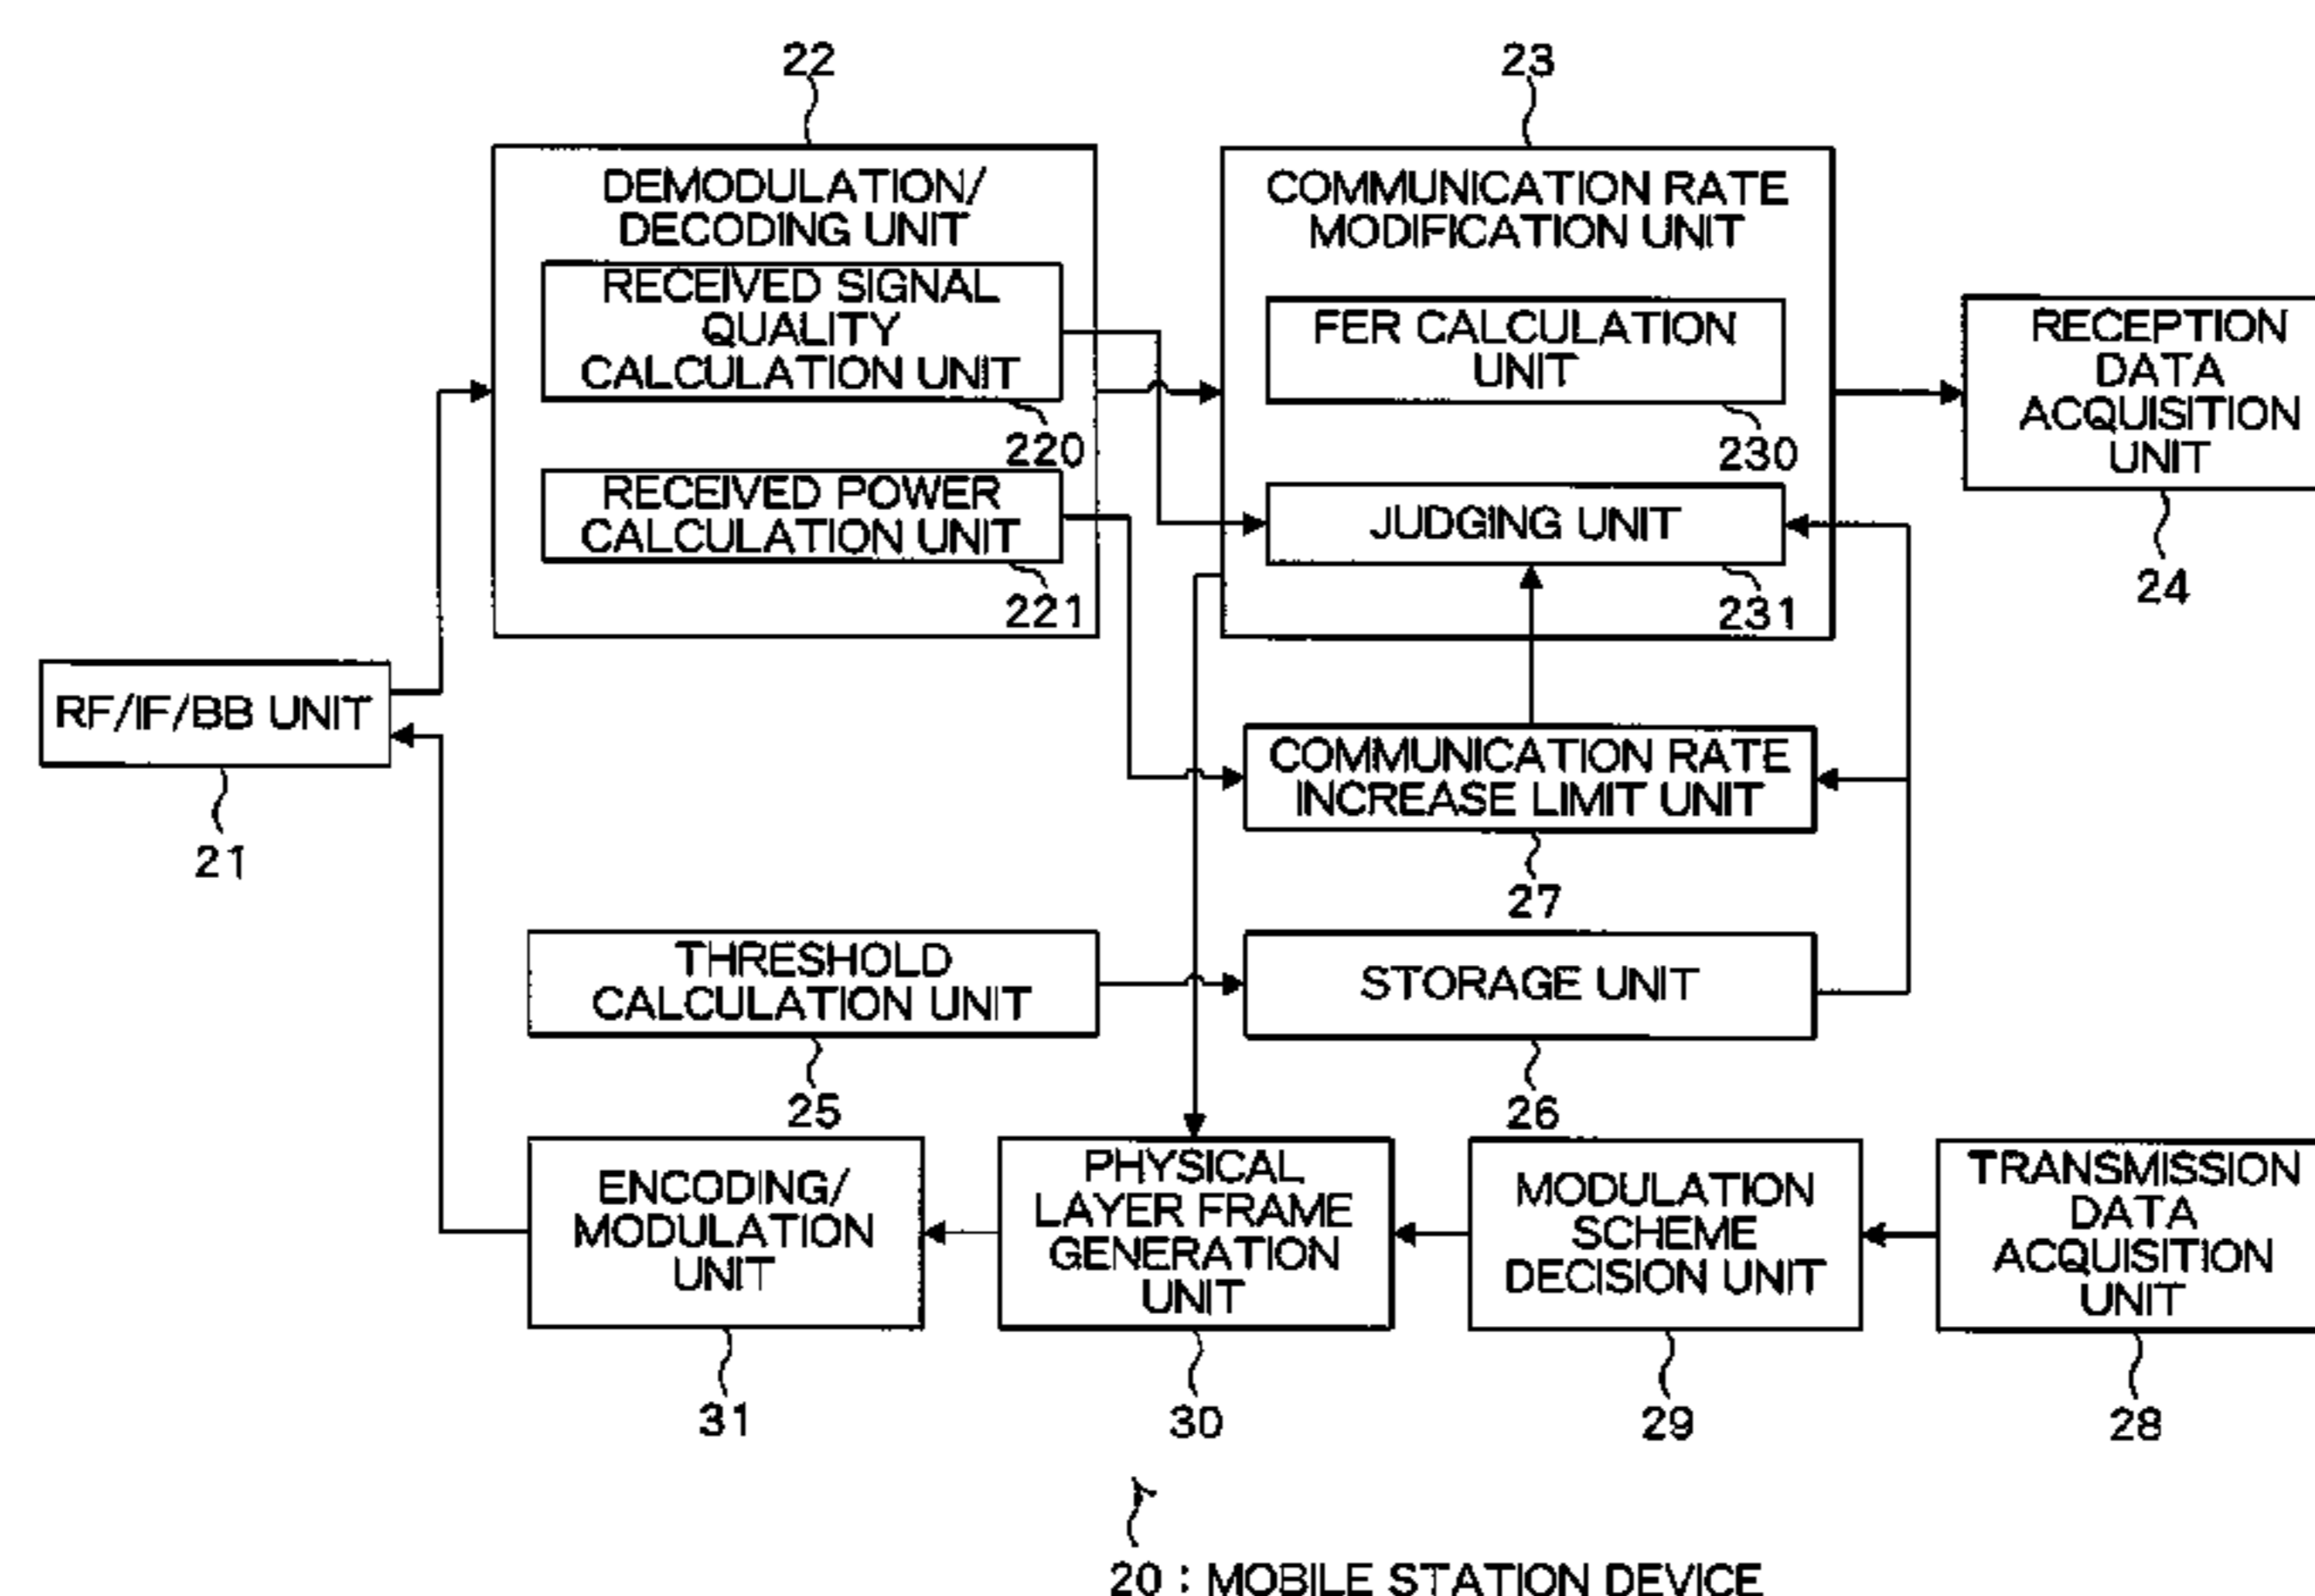 22
23
DEMODULATION/
DECODING UNIT
RECEIVED SIGNAL
QUALITY
CALCULATION UNIT
220
RECEIVED POWER
CALCULATION UNIT
221
COMMUNICATION RATE
MODIFICATION UNIT
FER CALCULATION
UNIT
230
JUDGING UNIT
231
RECEPTION
DATA
ACQUISITION
UNIT
24
RF/IF/BB UNIT
21
COMMUNICATION RATE
INCREASE LIMIT UNIT
27
THRESHOLD
CALCULATION UNIT
25
STORAGE UNIT
26
ENCODING/
MODULATION
UNIT
31
PHYSICAL
LAYER FRAME
GENERATION
UNIT
30
MODULATION
SCHEME
DECISION UNIT
29
TRANSMISSION
DATA
ACQUISITION
UNIT
28
20 : MOBILE STATION DEVICE